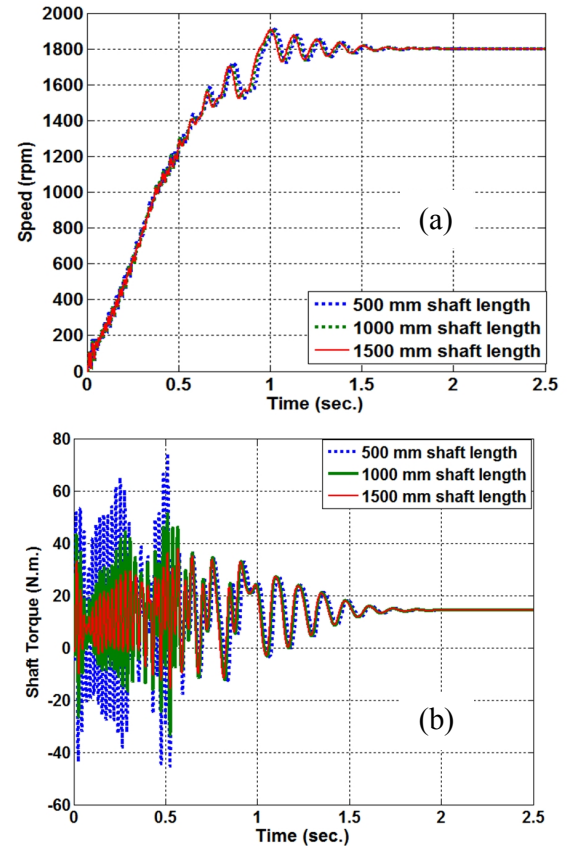 2000
1800
1600
1400
1200
1000
800
600
400
200
0
Speed (rpm)
(a)
500 mm shaft length
1000 mm shaft length
1500 mm shaft length
0 0.5 1 1.5 2 2.5
Time (sec.)
80
60
40
20
0
-20
-40
-60
Shaft Torque (N.m.)
500 mm shaft length
1000 mm shaft length
1500 mm shaft length
(b)
0 0.5 1 1.5 2 2.5
Time (sec.)